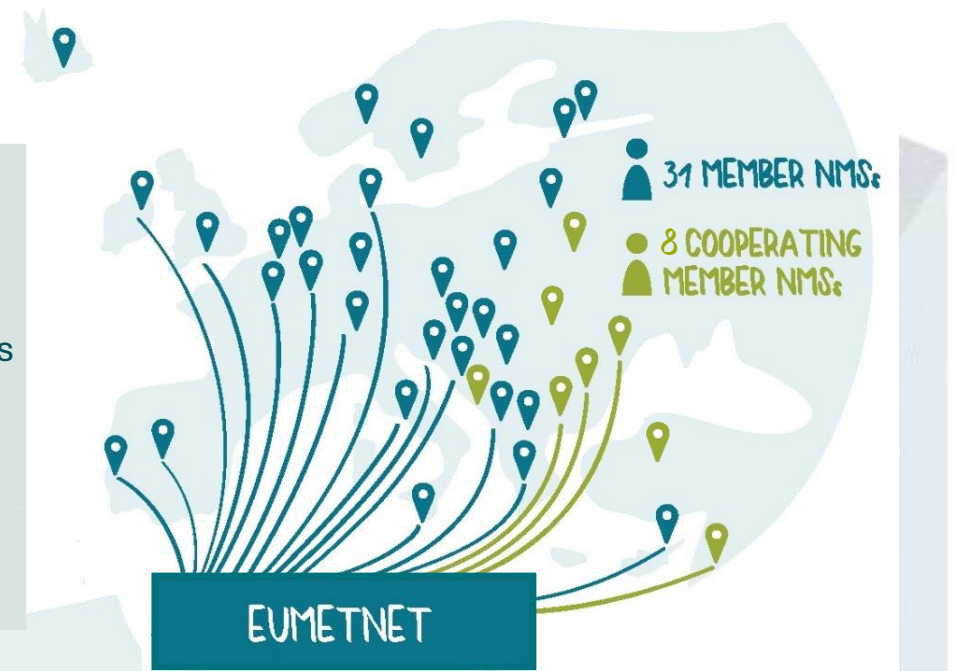 31 MEMBER NMSs
8 COOPERATING
MEMBER NMSs
s
EUMETNET